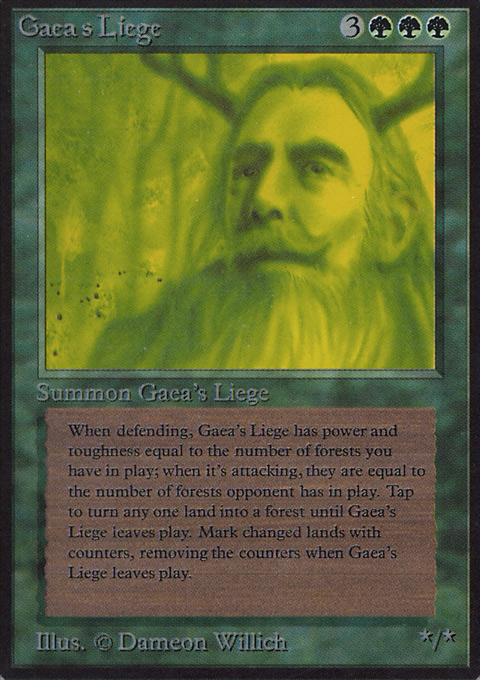 Gaea's Liege 3
Summon Gaea's Liege
When defending, Gaea's Liege has power and
toughness equal to the number of forests you
have in play; when it's attacking, they are equal to
the number of forests opponent has in play. Tap
to turn any one land into a forest until Gaea's
Liege leaves play. Mark changed lands with
counters, removing the counters when Gaea's
Liege leaves play.
Illus. © Dameon Willich */*